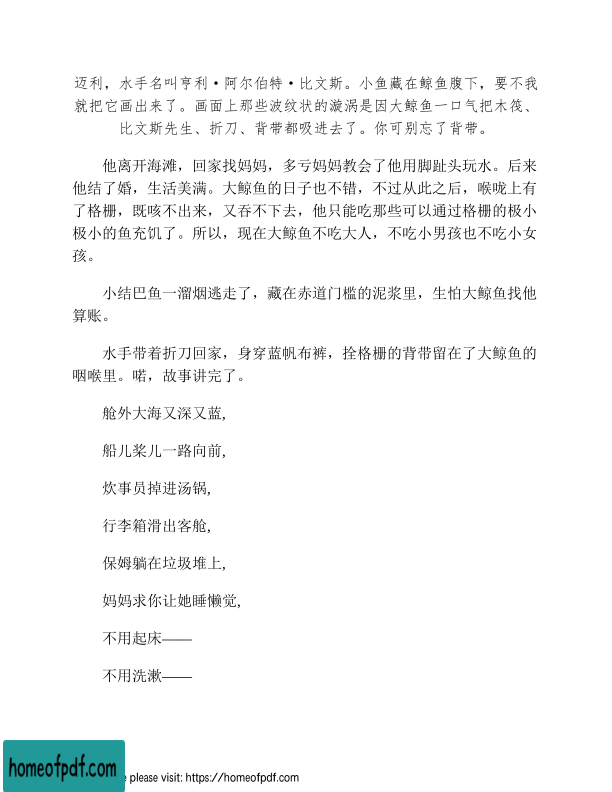 迈利，水手名叫亨利·阿尔伯特·比文斯。小鱼藏在鲸鱼腹下，要不我
就把它画出来了。画面上那些波纹状的漩涡是因大鲸鱼一口气把木筏、
比文斯先生、折刀、背带都吸进去了。你可别忘了背带。
他离开海滩，回家找妈妈，多亏妈妈教会了他用脚趾头玩水。后来
他结了婚，生活美满。大鲸鱼的日子也不错，不过从此之后，喉咙上有
了格栅，既咳不出来，又吞不下去，他只能吃那些可以通过格栅的极小
极小的鱼充饥了。所以，现在大鲸鱼不吃大人，不吃小男孩也不吃小女
孩。
小结巴鱼一溜烟逃走了，藏在赤道门槛的泥浆里，生怕大鲸鱼找他
算账。
水手带着折刀回家，身穿蓝帆布裤，拴格栅的背带留在了大鲸鱼的
咽喉里。喏，故事讲完了。
舱外大海又深又蓝,
船儿桨儿一路向前,
炊事员掉进汤锅,
行李箱滑出客舱,
保姆躺在垃圾堆上,
妈妈求你让她睡懒觉,
不用起床——
不用洗漱——
homeofpdf.com
e please visit: https://homeofpdf.com